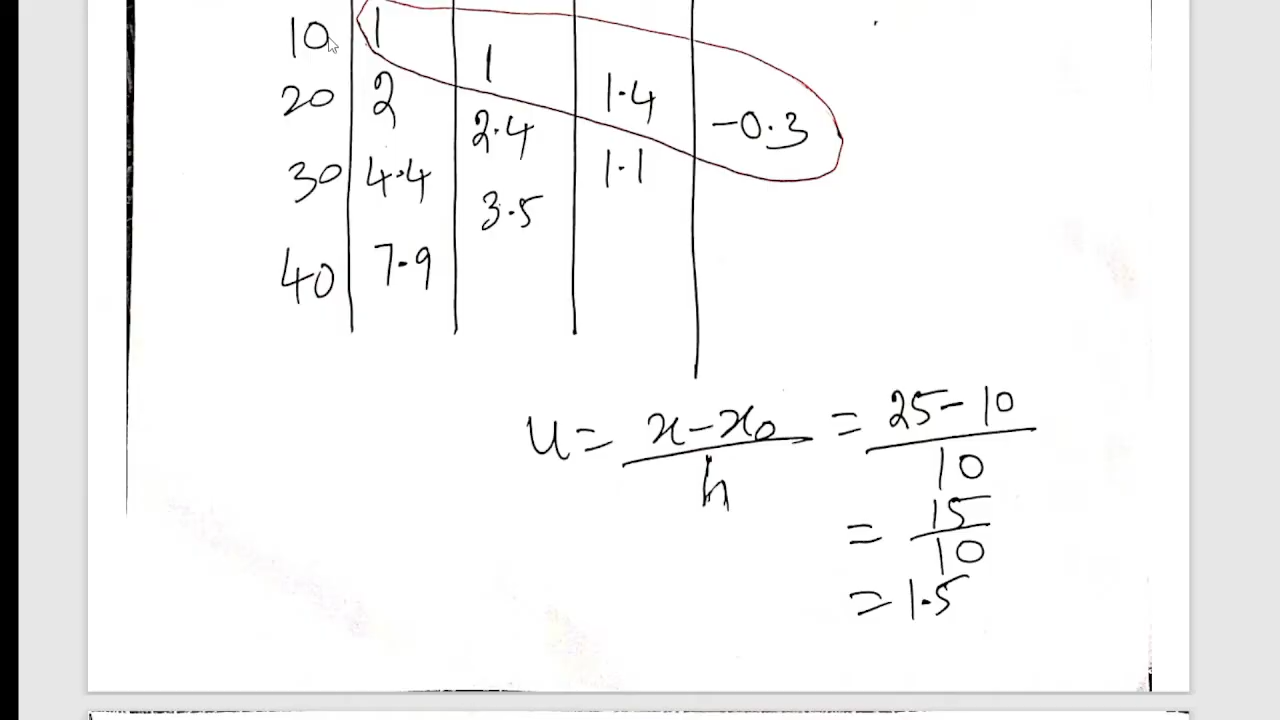 10 1
1
20 2 1.4
2.4 -0.3
30 4.4 1.1
3.5
40 7.9
u = x - x₀ / h = 25 - 10 / 10
= 15 / 10
= 1.5